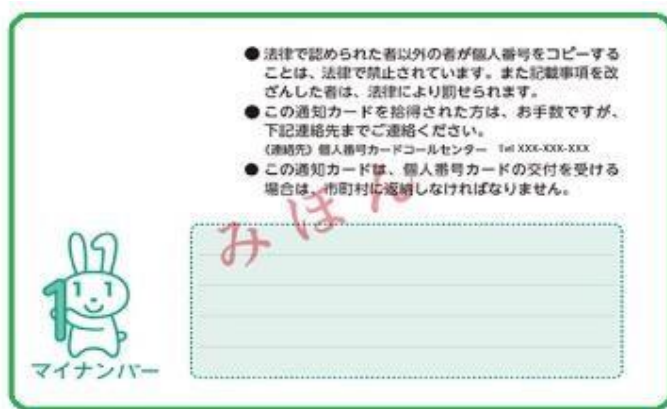 ● 法律で認められた者以外の者が個人番号をコピーする
ことは、法律で禁止されています。また記載事項を改
ざんした者は、法律により罰せられます。
● この通知カードを拾得された方は、お手数ですが、
下記連絡先までご連絡ください。
《連絡先》個人番号カードコールセンター Tel XXX-XXX-XXX
● この通知カードは、個人番号カードの交付を受ける
場合は、市町村に返納しなければなりません。
みほん
1
マイナンバー